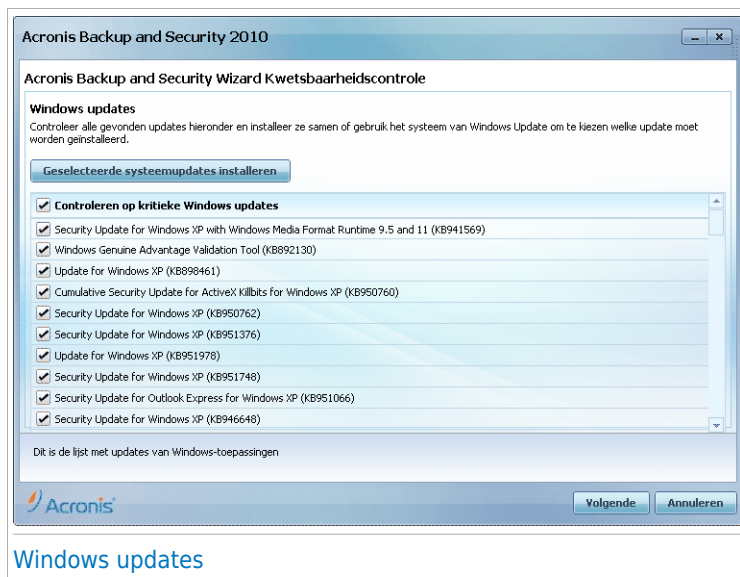 Acronis Backup and Security 2010
Acronis Backup and Security Wizard Kwetsbaarheidscontrole
Windows updates
Controleer alle gevonden updates hieronder en installeer ze samen of gebruik het systeem van Windows Update om te kiezen welke update moet
worden geïnstalleerd.
Geselecteerde systeemupdates installeren
Controleren op kritieke Windows updates
Security Update for Windows XP with Windows Media Format Runtime 9.5 and 11 (KB941569)
Windows Genuine Advantage Validation Tool (KB892130)
Update for Windows XP (KB898461)
Cumulative Security Update for ActiveX Killbits for Windows XP (KB950760)
Security Update for Windows XP (KB950762)
Security Update for Windows XP (KB951376)
Update for Windows XP (KB951978)
Security Update for Windows XP (KB951748)
Security Update for Outlook Express for Windows XP (KB951066)
Security Update for Windows XP (KB946648)
Dit is de lijst met updates van Windows-toepassingen
Acronis
Volgende
Annuleren
Windows updates